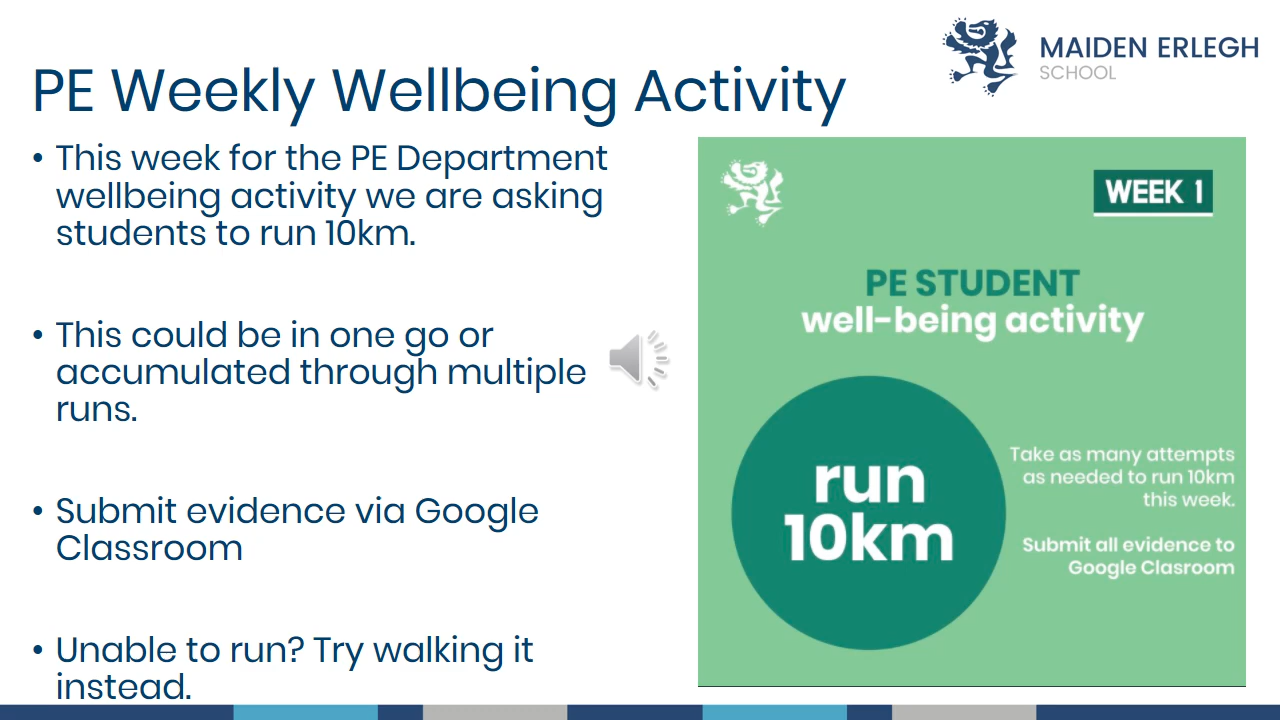 MAIDEN ERLEGH
SCHOOL
PE Weekly Wellbeing Activity
• This week for the PE Department
wellbeing activity we are asking
students to run 10km.
• This could be in one go or
accumulated through multiple
runs.
• Submit evidence via Google
Classroom
• Unable to run? Try walking it
instead.
WEEK 1
PE STUDENT
well-being activity
run
10km
Take as many attempts
as needed to run 10km
this week.
Submit all evidence to
Google Clasroom